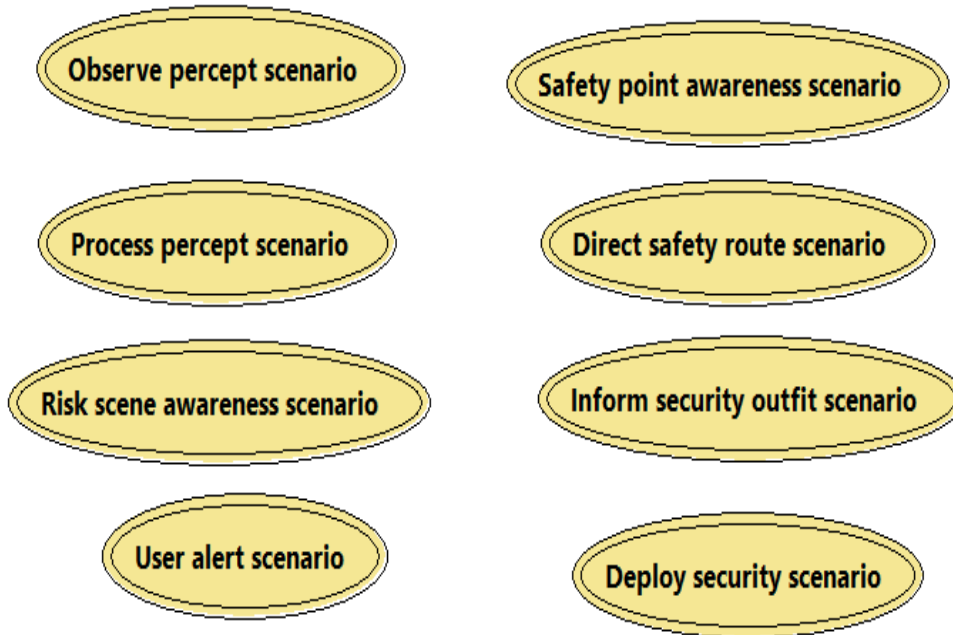 Observe percept scenario
Safety point awareness scenario
Process percept scenario
Direct safety route scenario
Risk scene awareness scenario
Inform security outfit scenario
User alert scenario
Deploy security scenario